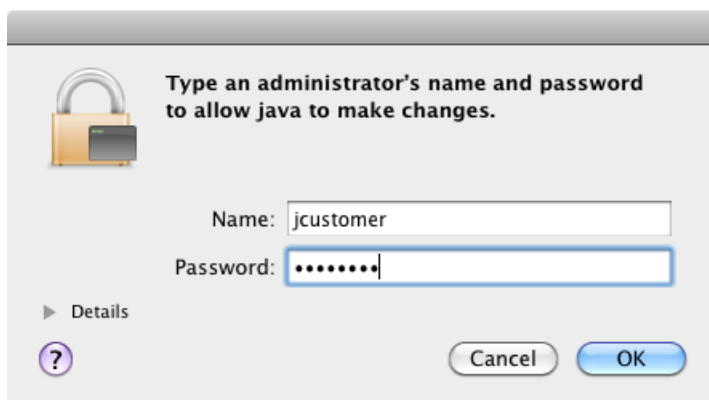 Type an administrator's name and password
to allow java to make changes.
Name: jcustomer
Password: ••••••••
Details
? Cancel OK